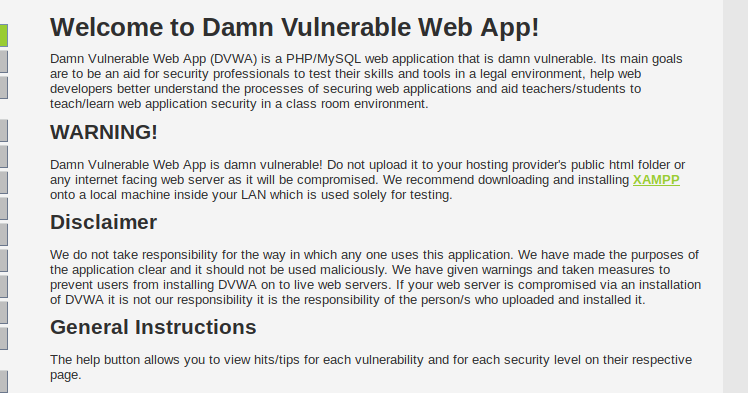 Welcome to Damn Vulnerable Web App!
Damn Vulnerable Web App (DVWA) is a PHP/MySQL web application that is damn vulnerable. Its main goals
are to be an aid for security professionals to test their skills and tools in a legal environment, help web
developers better understand the processes of securing web applications and aid teachers/students to
teach/learn web application security in a class room environment.
WARNING!
Damn Vulnerable Web App is damn vulnerable! Do not upload it to your hosting provider's public html folder or
any internet facing web server as it will be compromised. We recommend downloading and installing XAMPP
onto a local machine inside your LAN which is used solely for testing.
Disclaimer
We do not take responsibility for the way in which any one uses this application. We have made the purposes of
the application clear and it should not be used maliciously. We have given warnings and taken measures to
prevent users from installing DVWA on to live web servers. If your web server is compromised via an installation
of DVWA it is not our responsibility it is the responsibility of the person/s who uploaded and installed it.
General Instructions
The help button allows you to view hits/tips for each vulnerability and for each security level on their respective
page.